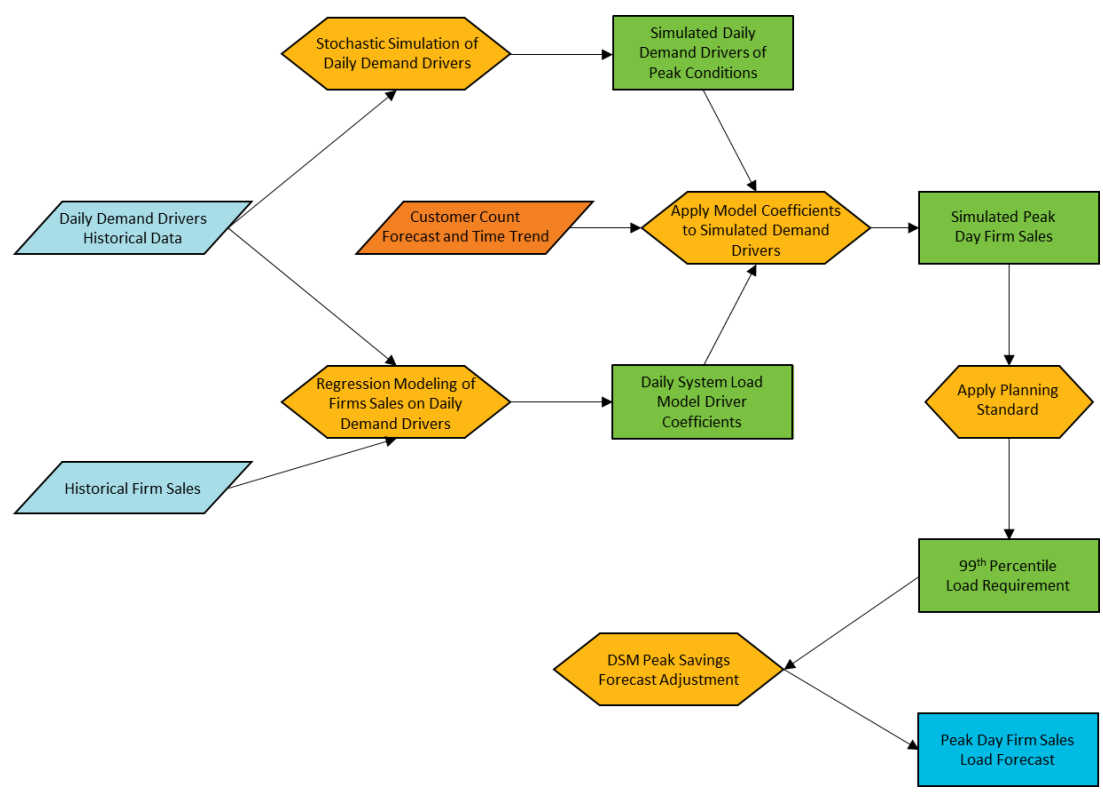 Stochastic Simulation of
Daily Demand Drivers
Simulated Daily
Demand Drivers of
Peak Conditions
Daily Demand Drivers
Historical Data
Customer Count
Forecast and Time Trend
Apply Model Coefficients
to Simulated Demand
Drivers
Simulated Peak
Day Firm Sales
Regression Modeling of
Firms Sales on Daily
Demand Drivers
Daily System Load
Model Driver
Coefficients
Apply Planning
Standard
Historical Firm Sales
99th Percentile
Load Requirement
DSM Peak Savings
Forecast Adjustment
Peak Day Firm Sales
Load Forecast